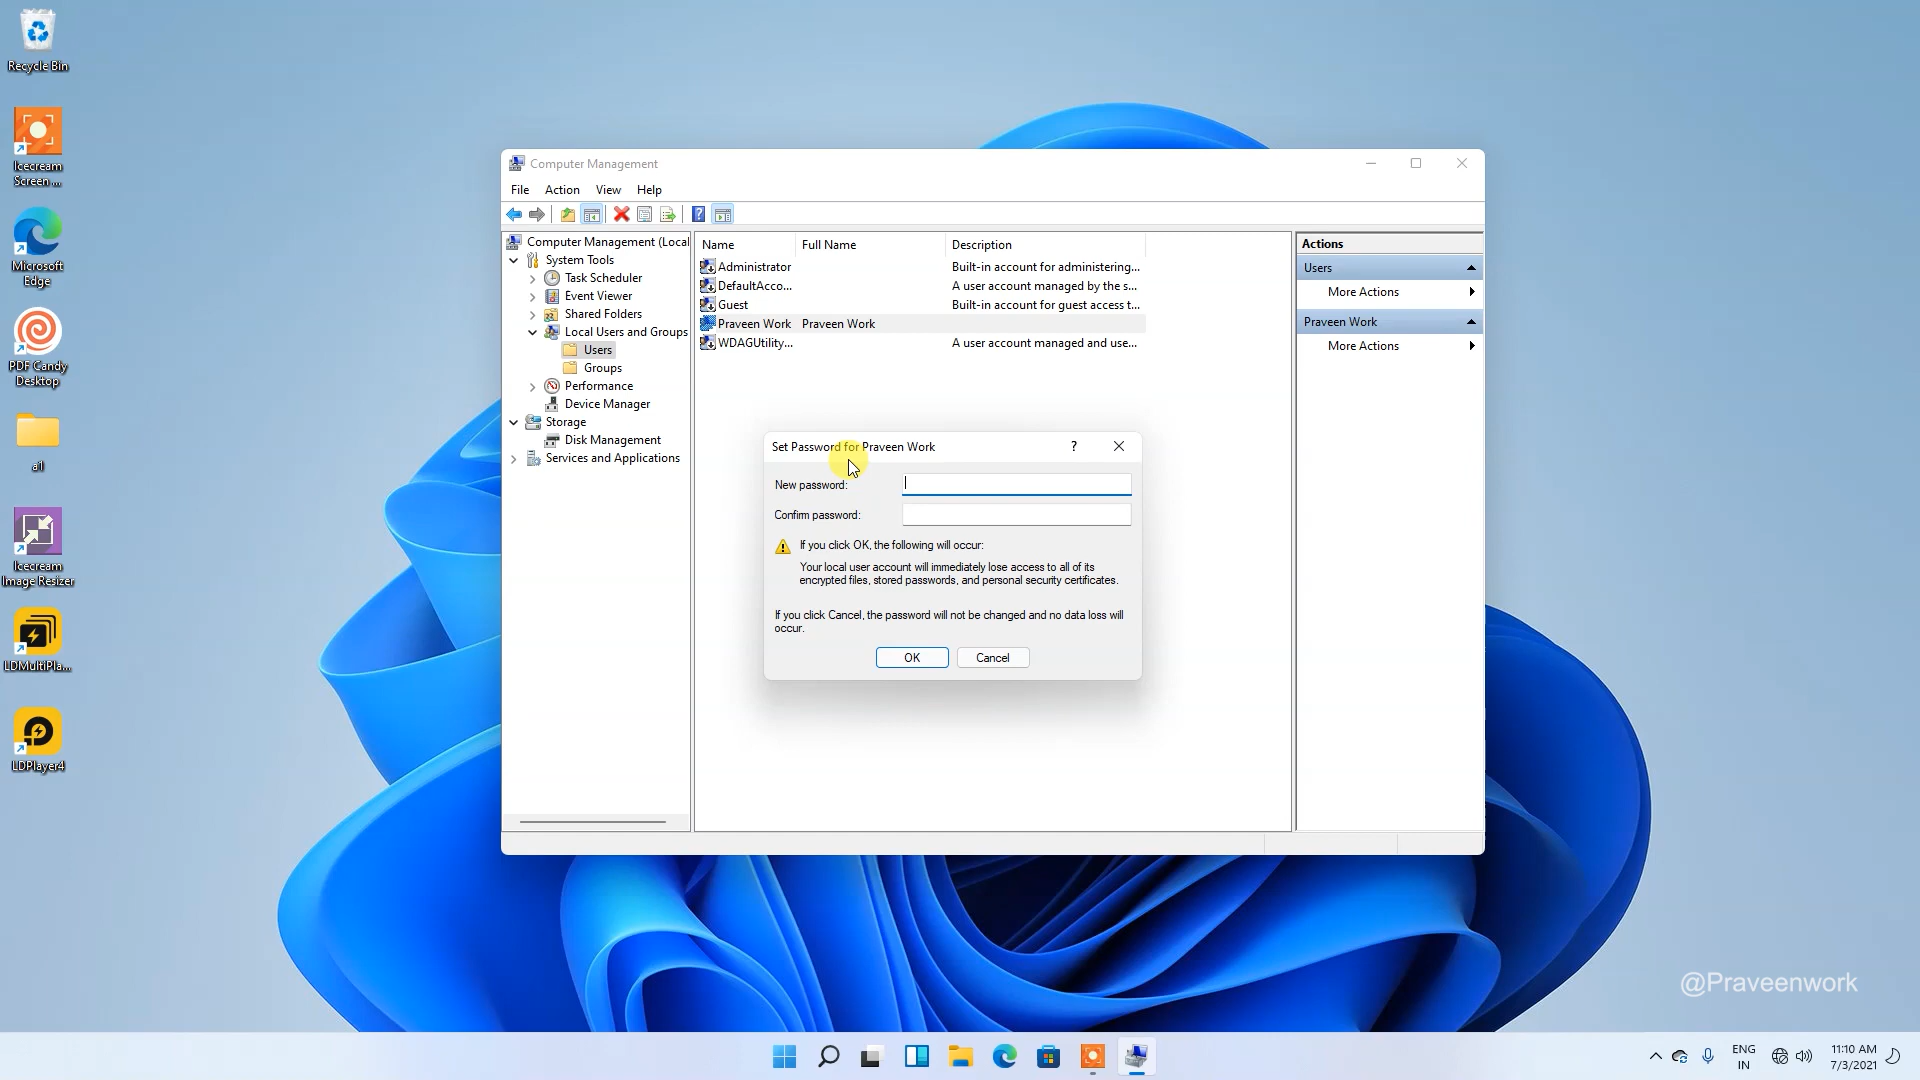 Recycle Bin
Icecream
Screen ...
Microsoft
Edge
PDF Candy
Desktop
a1
Icecream
Image Resizer
LDMultiPla...
LDPlayer4
Computer Management
File Action View Help
Computer Management (Local
System Tools
Task Scheduler
Event Viewer
Shared Folders
Local Users and Groups
Users
Groups
Performance
Device Manager
Storage
Disk Management
Services and Applications
Name Full Name Description
Administrator Built-in account for administering...
DefaultAcco... A user account managed by the s...
Guest Built-in account for guest access t...
Praveen Work Praveen Work
WDAGUtility... A user account managed and use...
Actions
Users
More Actions
Praveen Work
More Actions
Set Password for Praveen Work
?
New password:
Confirm password:
If you click OK, the following will occur:
Your local user account will immediately lose access to all of its
encrypted files, stored passwords, and personal security certificates.
If you click Cancel, the password will not be changed and no data loss will
occur.
OK Cancel
@Praveenwork
ENG
IN
11:10 AM
7/3/2021